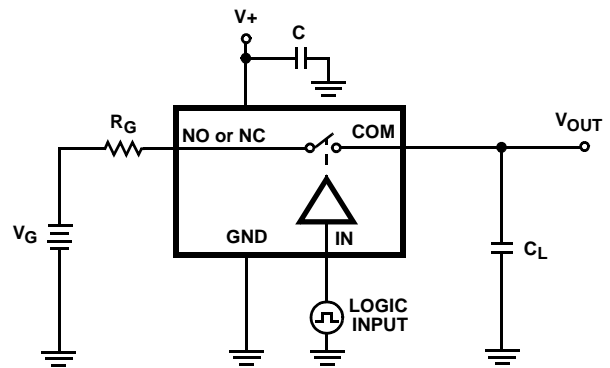 V+
C
RG
NO or NC
COM
VOUT
VG
GND
IN
CL
LOGIC
INPUT